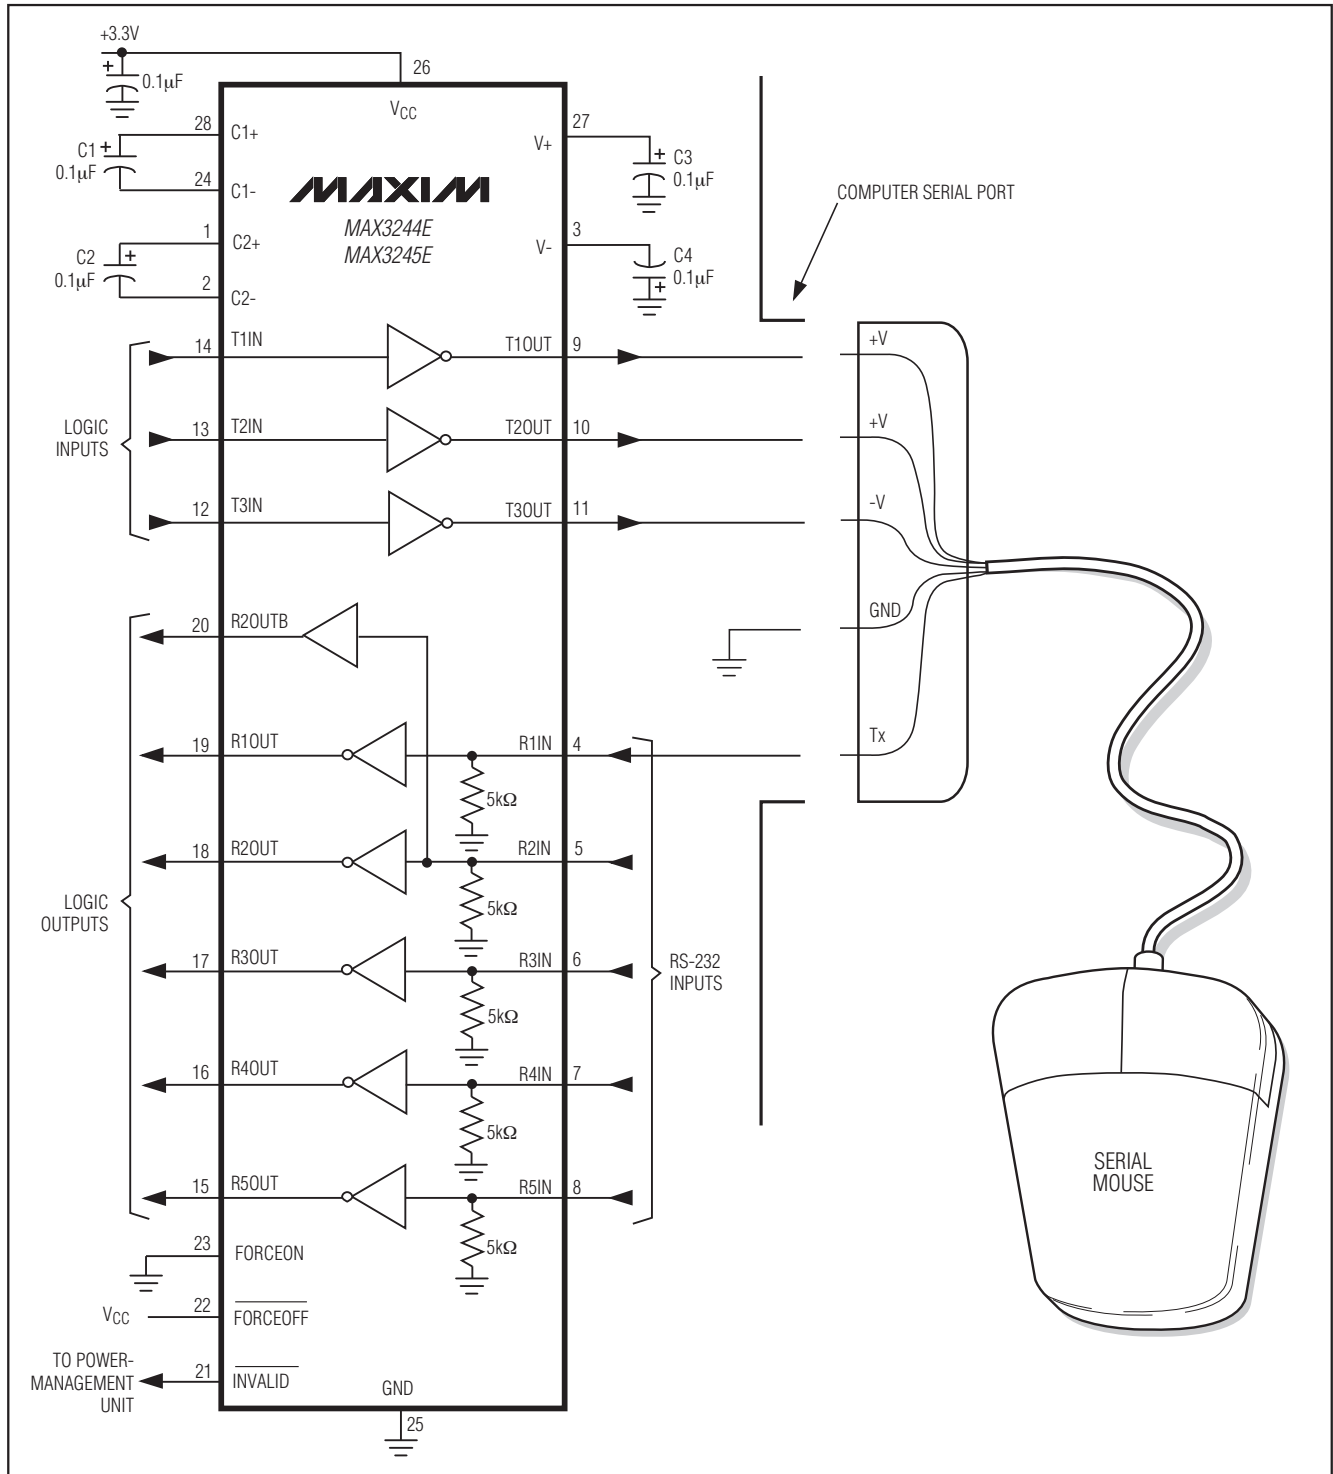 +3.3V
+
0.1µF
26
VCC
28
C1+
C1
+
0.1µF
24
C1-
1
C2+
C2
+
0.1µF
2
C2-
MAXIM
MAX3244E
MAX3245E
27
V+
+
C3
0.1µF
3
V-
C4
0.1µF
+
COMPUTER SERIAL PORT
LOGIC
INPUTS
14
T1IN
T1OUT
9
13
T2IN
T2OUT
10
12
T3IN
T3OUT
11
+V
+V
-V
GND
Tx
LOGIC
OUTPUTS
20
R2OUTB
19
R1OUT
R1IN
4
5kΩ
18
R2OUT
R2IN
5
5kΩ
17
R3OUT
R3IN
6
5kΩ
16
R4OUT
R4IN
7
5kΩ
15
R5OUT
R5IN
8
5kΩ
RS-232
INPUTS
23
FORCEON
VCC
22
FORCEOFF
TO POWER-
MANAGEMENT
UNIT
21
INVALID
GND
25
SERIAL
MOUSE